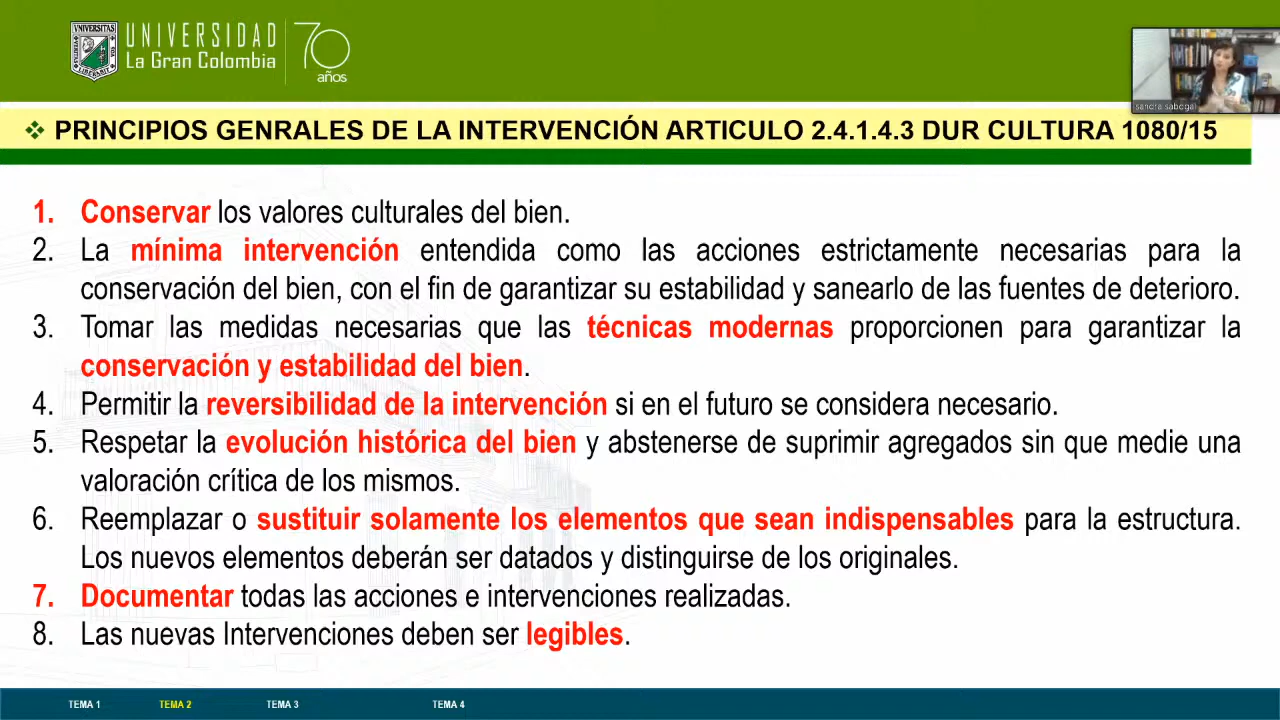 UNIVERSIDAD
La Gran Colombia
70
años
UNIVERSITAS
VERITAS
LIBERABIT
sandra sabogal
❖ PRINCIPIOS GENRALES DE LA INTERVENCIÓN ARTICULO 2.4.1.4.3 DUR CULTURA 1080/15
1. Conservar los valores culturales del bien.
2. La mínima intervención entendida como las acciones estrictamente necesarias para la
conservación del bien, con el fin de garantizar su estabilidad y sanearlo de las fuentes de deterioro.
3. Tomar las medidas necesarias que las técnicas modernas proporcionen para garantizar la
conservación y estabilidad del bien.
4. Permitir la reversibilidad de la intervención si en el futuro se considera necesario.
5. Respetar la evolución histórica del bien y abstenerse de suprimir agregados sin que medie una
valoración crítica de los mismos.
6. Reemplazar o sustituir solamente los elementos que sean indispensables para la estructura.
Los nuevos elementos deberán ser datados y distinguirse de los originales.
7. Documentar todas las acciones e intervenciones realizadas.
8. Las nuevas Intervenciones deben ser legibles.
TEMA 1 TEMA 2 TEMA 3 TEMA 4